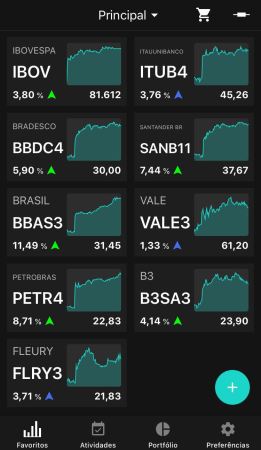 Principal
IBOVESPA
IBOV
3,80 % 81.612
ITAUUNIBANCO
ITUB4
3,76 % 45,26
BRADESCO
BBDC4
5,90 % 30,00
SANTANDER BR
SANB11
7,44 % 37,67
BRASIL
BBAS3
11,49 % 31,45
VALE
VALE3
1,33 % 61,20
PETROBRAS
PETR4
8,71 % 22,83
B3
B3SA3
4,14 % 23,90
FLEURY
FLRY3
3,71 % 21,83
Favoritos Atividades Portfólio Preferências